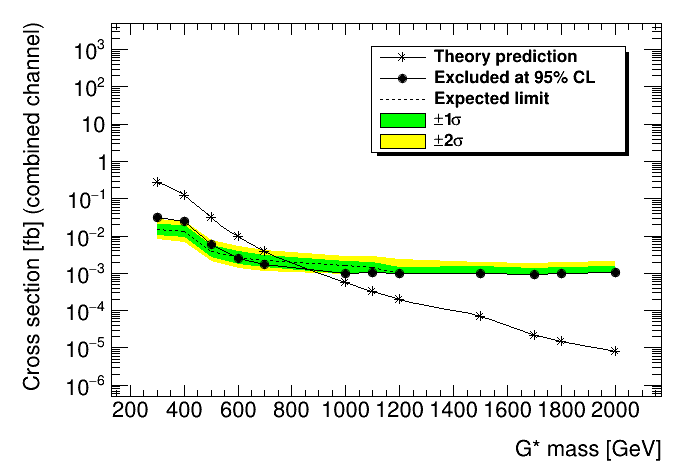 Cross section [fb] (combined channel)
10³
10²
10
1
10⁻¹
10⁻²
10⁻³
10⁻⁴
10⁻⁵
10⁻⁶
Theory prediction
Excluded at 95% CL
Expected limit
±1σ
±2σ
200 400 600 800 1000 1200 1400 1600 1800 2000
G* mass [GeV]